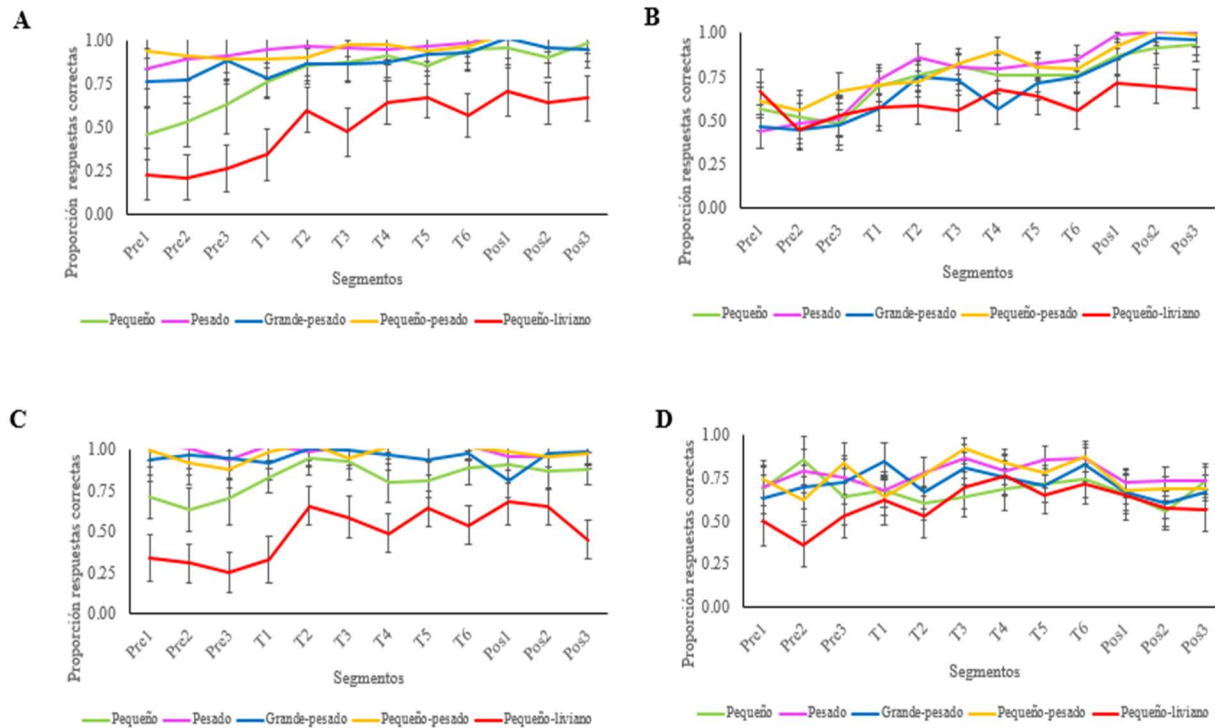 A
Proporción respuestas correctas
1.00
0.75
0.50
0.25
0.00
Pre1 Pre2 Pre3 T1 T2 T3 T4 T5 T6 Pos1 Pos2 Pos3
Segmentos
Pequeño Pesado Grande-pesado Pequeño-pesado Pequeño-liviano
B
Proporción respuestas correctas
1.00
0.75
0.50
0.25
0.00
Pre1 Pre2 Pre3 T1 T2 T3 T4 T5 T6 Pos1 Pos2 Pos3
Segmentos
Pequeño Pesado Grande-pesado Pequeño-pesado Pequeño-liviano
C
Proporción respuestas correctas
1.00
0.75
0.50
0.25
0.00
Pre1 Pre2 Pre3 T1 T2 T3 T4 T5 T6 Pos1 Pos2 Pos3
Segmentos
Pequeño Pesado Grande-pesado Pequeño-pesado Pequeño-liviano
D
Proporción respuestas correctas
1.00
0.75
0.50
0.25
0.00
Pre1 Pre2 Pre3 T1 T2 T3 T4 T5 T6 Pos1 Pos2 Pos3
Segmentos
Pequeño Pesado Grande-pesado Pequeño-pesado Pequeño-liviano